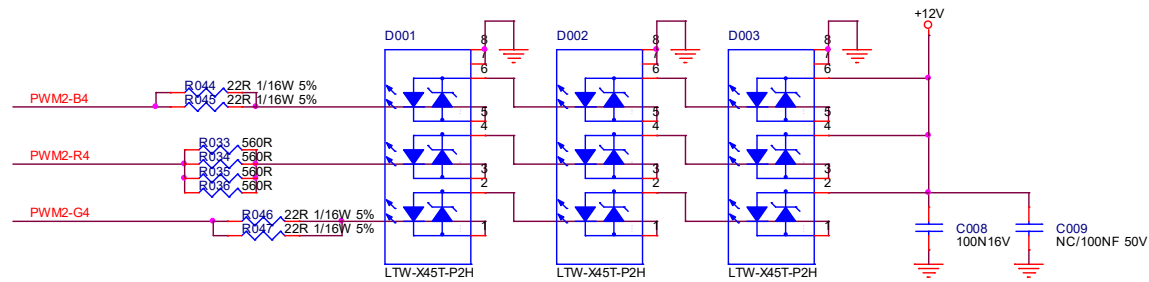 +12V
D001 D002 D003
8 8 8
7 7 7
6 6 6
R044 22R 1/16W 5%
PWM2-B4
R045 22R 1/16W 5%
5 5 5
4 4 4
R033 560R
PWM2-R4
R034 560R
R035 560R
3 3 3
R036 560R
2 2 2
PWM2-G4
R046 22R 1/16W 5%
R047 22R 1/16W 5%
1 1 1
C008 C009
100N16V NC/100NF 50V
LTW-X45T-P2H LTW-X45T-P2H LTW-X45T-P2H